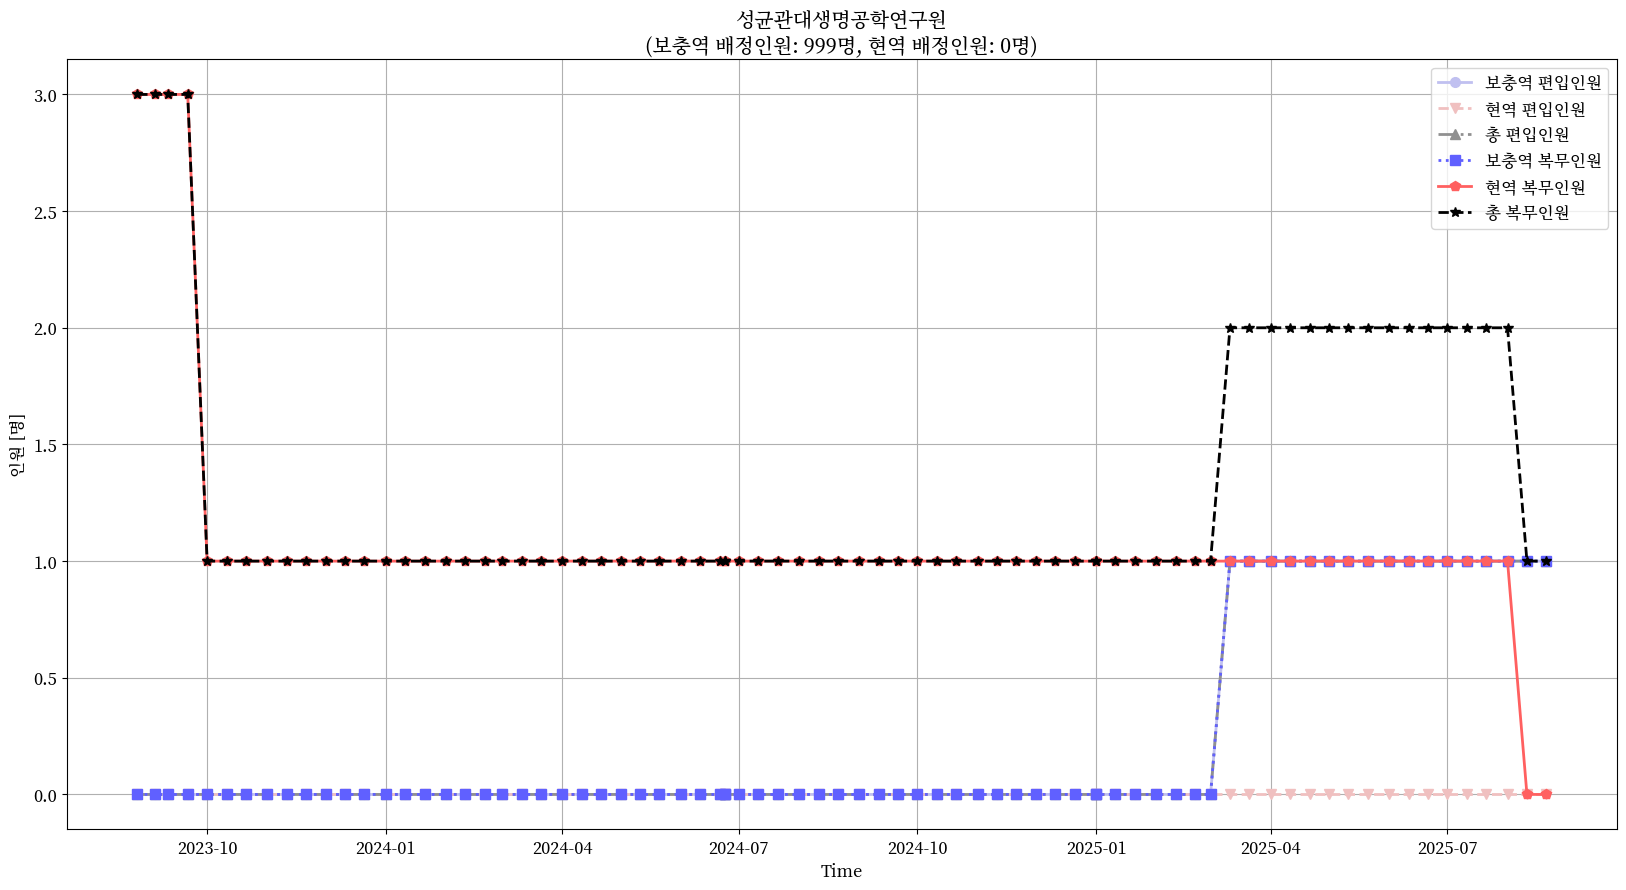 성균관대생명공학연구원
(보충역 배정인원: 999명, 현역 배정인원: 0명)
보충역 편입인원
현역 편입인원
총 편입인원
보충역 복무인원
현역 복무인원
총 복무인원
인원 [명]
3.0
2.5
2.0
1.5
1.0
0.5
0.0
2023-10
2024-01
2024-04
2024-07
2024-10
2025-01
2025-04
2025-07
Time